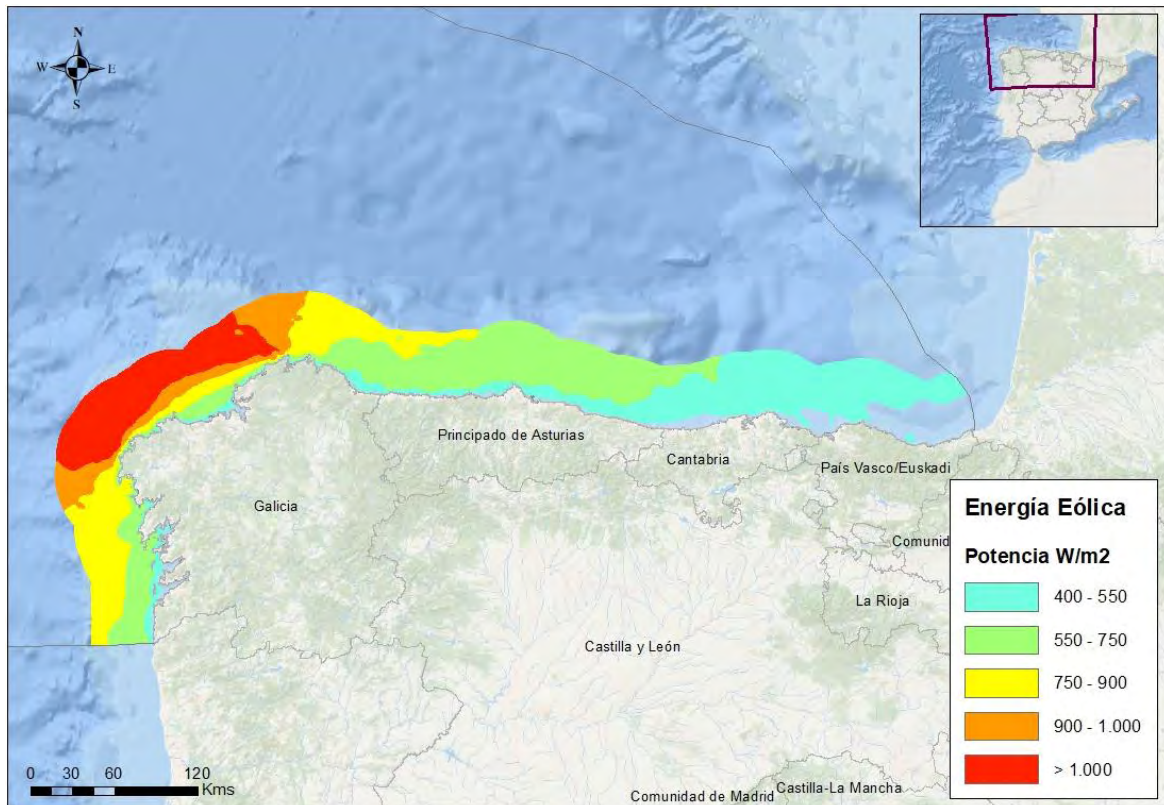 N
W E
S
Principado de Asturias
Cantabria
País Vasco/Euskadi
Galicia
Comunid
La Rioja
Castilla y León
Castilla-La Mancha
Comunidad de Madrid
Energía Eólica
Potencia W/m2
400 - 550
550 - 750
750 - 900
900 - 1.000
> 1.000
0 30 60 120
Kms